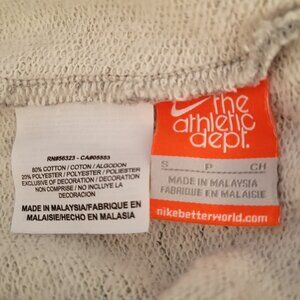 RN#56323 - CA#05553
80% COTTON / COTON / ALGODON
20% POLYESTER / POLYESTER / POLIESTER
EXCLUSIVE OF DECORATION / DECORATION
NON COMPRISE / NO INCLUYE LA
DECORACION
MADE IN MALAYSIA/FABRIQUE EN
MALAISIE/HECHO EN MALASIA
the
athletic
dept.
S P CH
MADE IN MALAYSIA
FABRIQUE EN MALAISIE
nikebetterworld.com